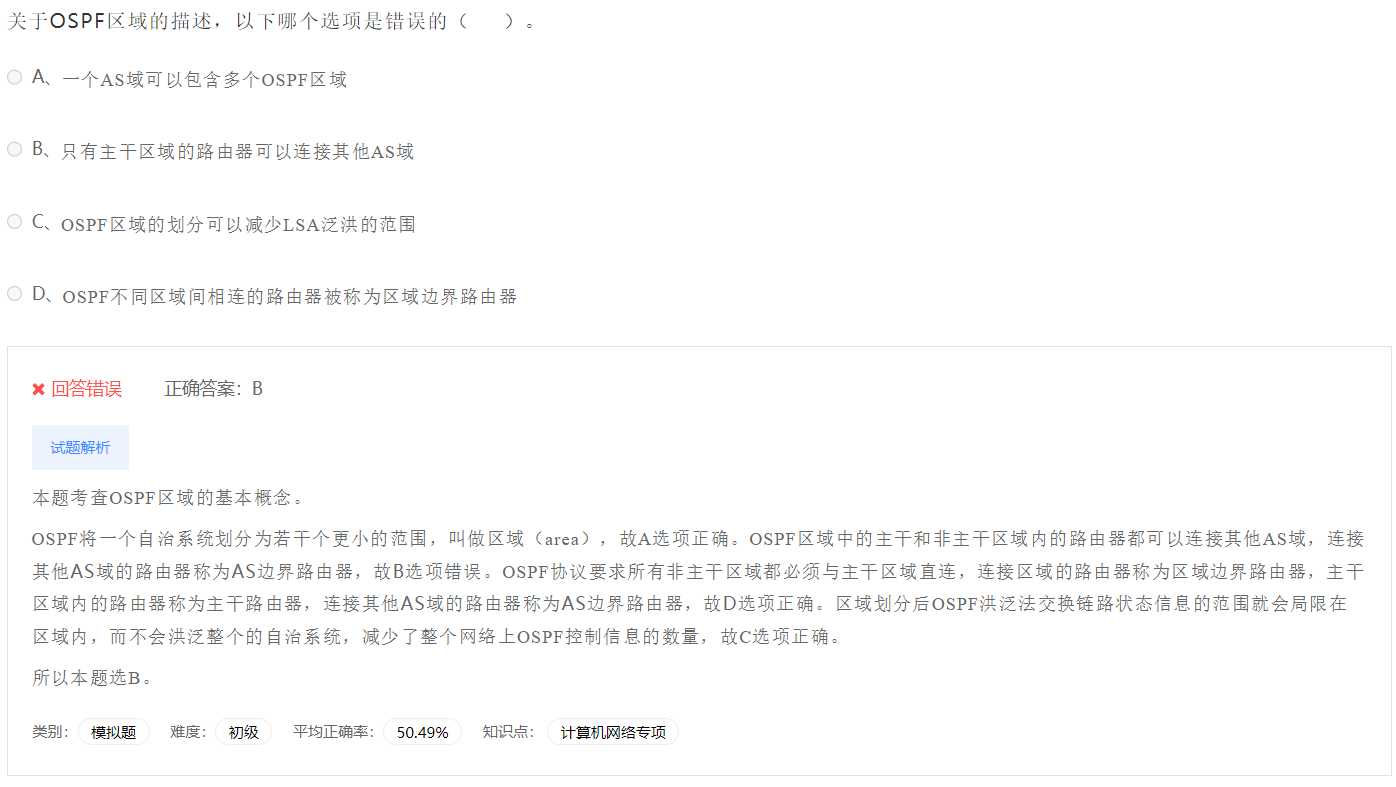 关于OSPF区域的描述，以下哪个选项是错误的（　　）。
A、一个AS域可以包含多个OSPF区域
B、只有主干区域的路由器可以连接其他AS域
C、OSPF区域的划分可以减少LSA泛洪的范围
D、OSPF不同区域间相连的路由器被称为区域边界路由器
✖ 回答错误　正确答案：B
试题解析
本题考查OSPF区域的基本概念。
OSPF将一个自治系统划分为若干个更小的范围，叫做区域（area），故A选项正确。OSPF区域中的主干和非主干区域内的路由器都可以连接其他AS域，连接
其他AS域的路由器称为AS边界路由器，故B选项错误。OSPF协议要求所有非主干区域都必须与主干区域直连，连接区域的路由器称为区域边界路由器，主干
区域内的路由器称为主干路由器，连接其他AS域的路由器称为AS边界路由器，故D选项正确。区域划分后OSPF洪泛法交换链路状态信息的范围就会局限在
区域内，而不会洪泛整个的自治系统，减少了整个网络上OSPF控制信息的数量，故C选项正确。
所以本题选B。
类别： 模拟题　难度： 初级　平均正确率： 50.49%　知识点： 计算机网络专项